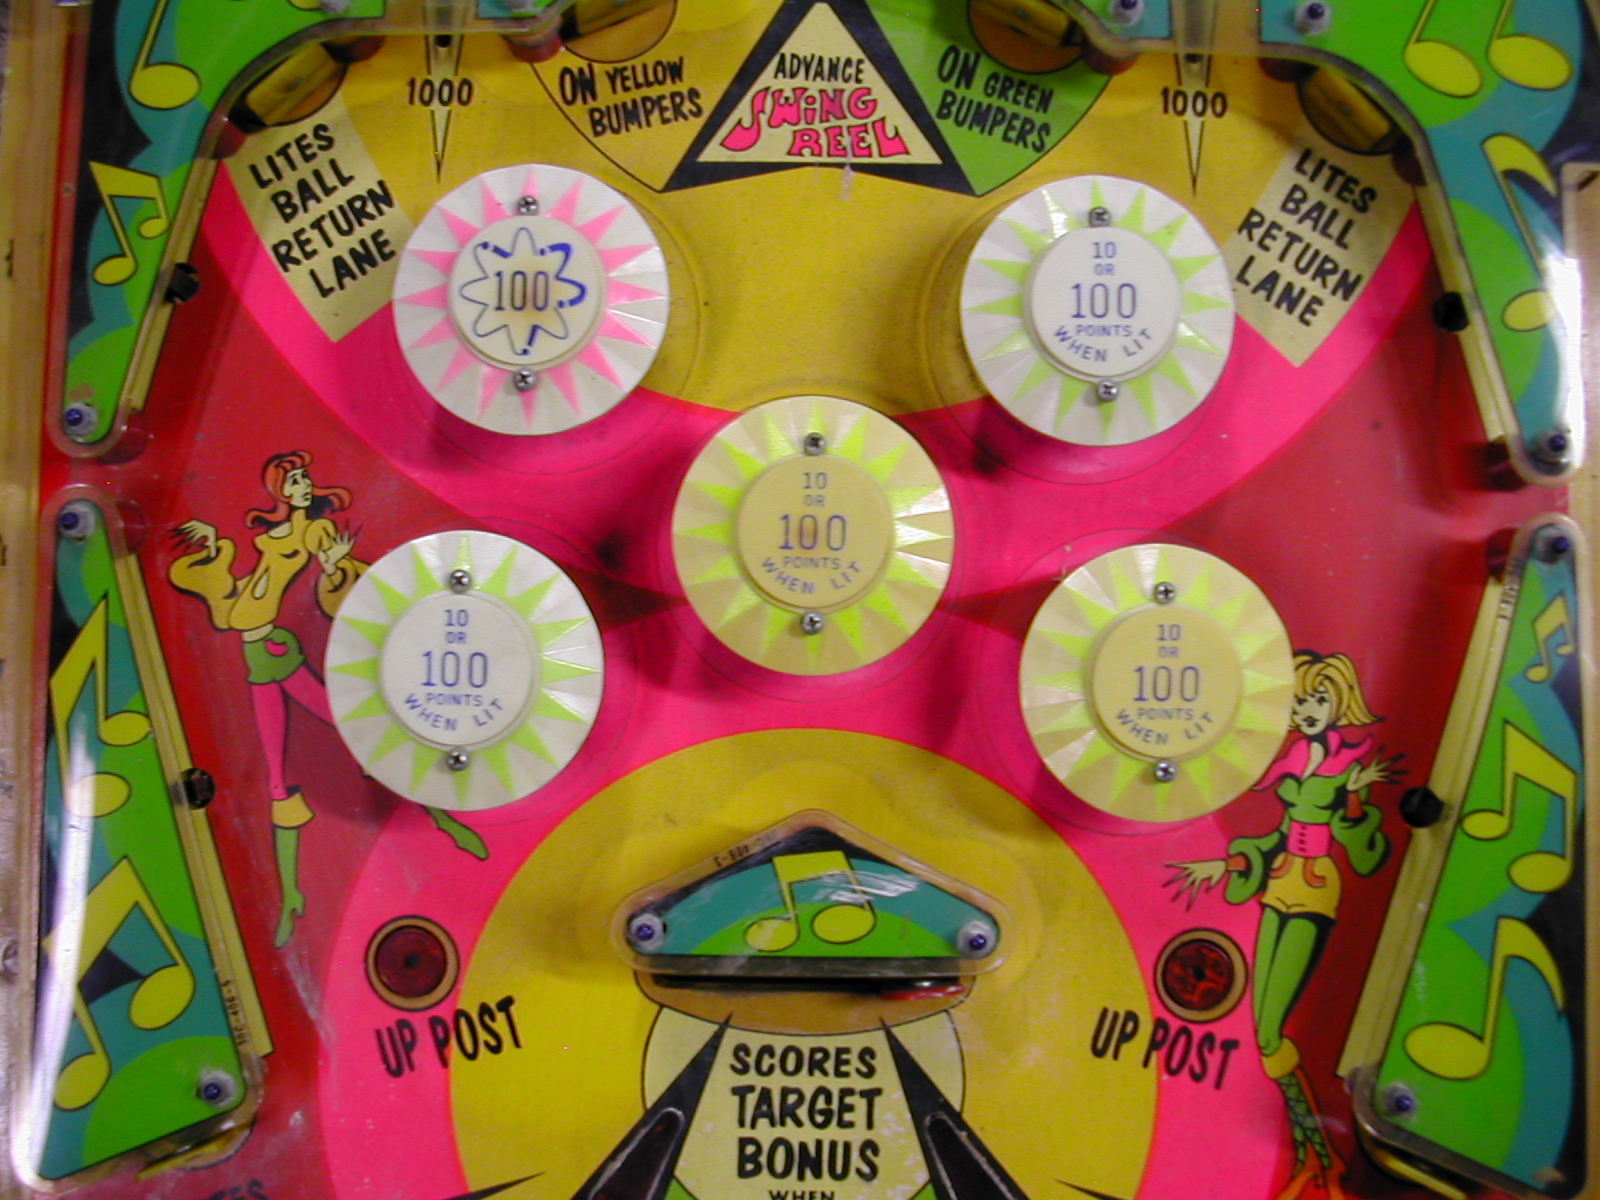 1000
ON YELLOW
BUMPERS
ADVANCE
SWING
REEL
ON GREEN
BUMPERS
1000
LITES
BALL
RETURN
LANE
LITES
BALL
RETURN
LANE
100
10
OR
100
POINTS
WHEN LIT
10
OR
100
POINTS
WHEN LIT
10
OR
100
POINTS
WHEN LIT
10
OR
100
POINTS
WHEN LIT
UP POST
UP POST
SCORES
TARGET
BONUS
WHEN